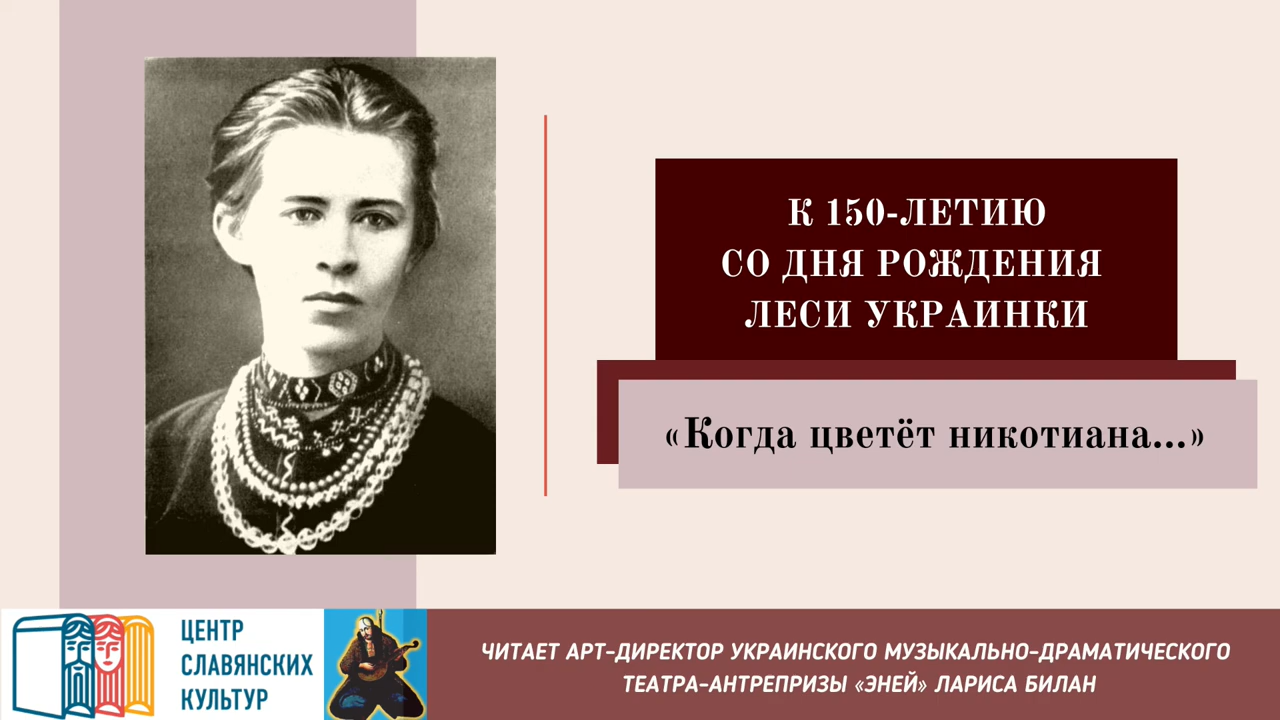 К 150-ЛЕТИЮ
СО ДНЯ РОЖДЕНИЯ
ЛЕСИ УКРАИНКИ
«Когда цветёт никотиана...»
ЦЕНТР
СЛАВЯНСКИХ
КУЛЬТУР
ЧИТАЕТ АРТ-ДИРЕКТОР УКРАИНСКОГО МУЗЫКАЛЬНО-ДРАМАТИЧЕСКОГО
ТЕАТРА-АНТРЕПРИЗЫ «ЭНЕЙ» ЛАРИСА БИЛАН